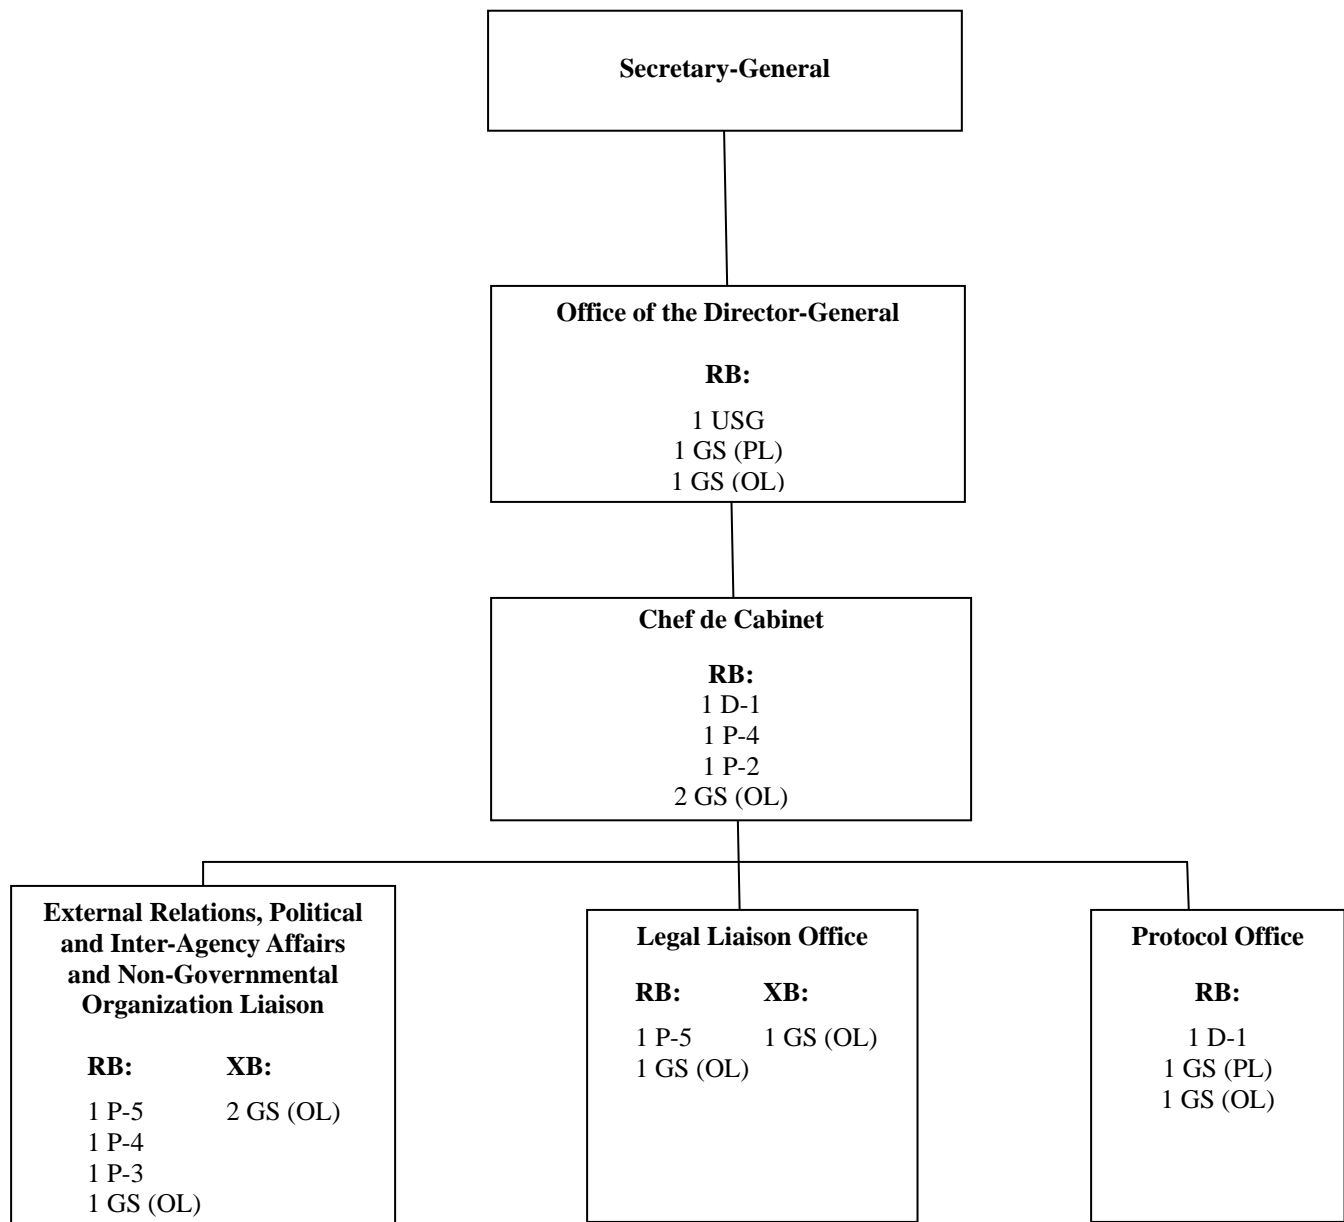 Secretary-General
Office of the Director-General
RB:
1 USG
1 GS (PL)
1 GS (OL)
Chef de Cabinet
RB:
1 D-1
1 P-4
1 P-2
2 GS (OL)
External Relations, Political
and Inter-Agency Affairs
and Non-Governmental
Organization Liaison
RB: XB:
1 P-5 2 GS (OL)
1 P-4
1 P-3
1 GS (OL)
Legal Liaison Office
RB: XB:
1 P-5 1 GS (OL)
1 GS (OL)
Protocol Office
RB:
1 D-1
1 GS (PL)
1 GS (OL)